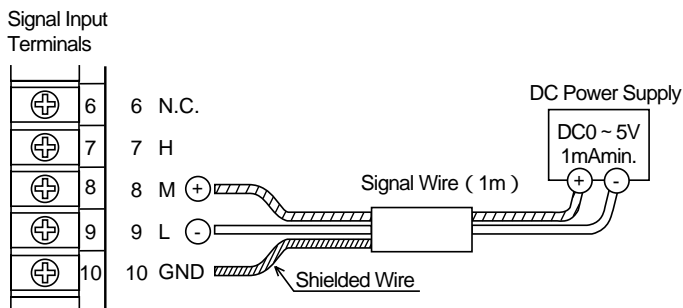 Signal Input
Terminals
6 6 N.C.
7 7 H
8 8 M +
9 9 L -
10 10 GND
Signal Wire ( 1m )
Shielded Wire
DC Power Supply
DC0 ~ 5V
1mAmin.
+ -